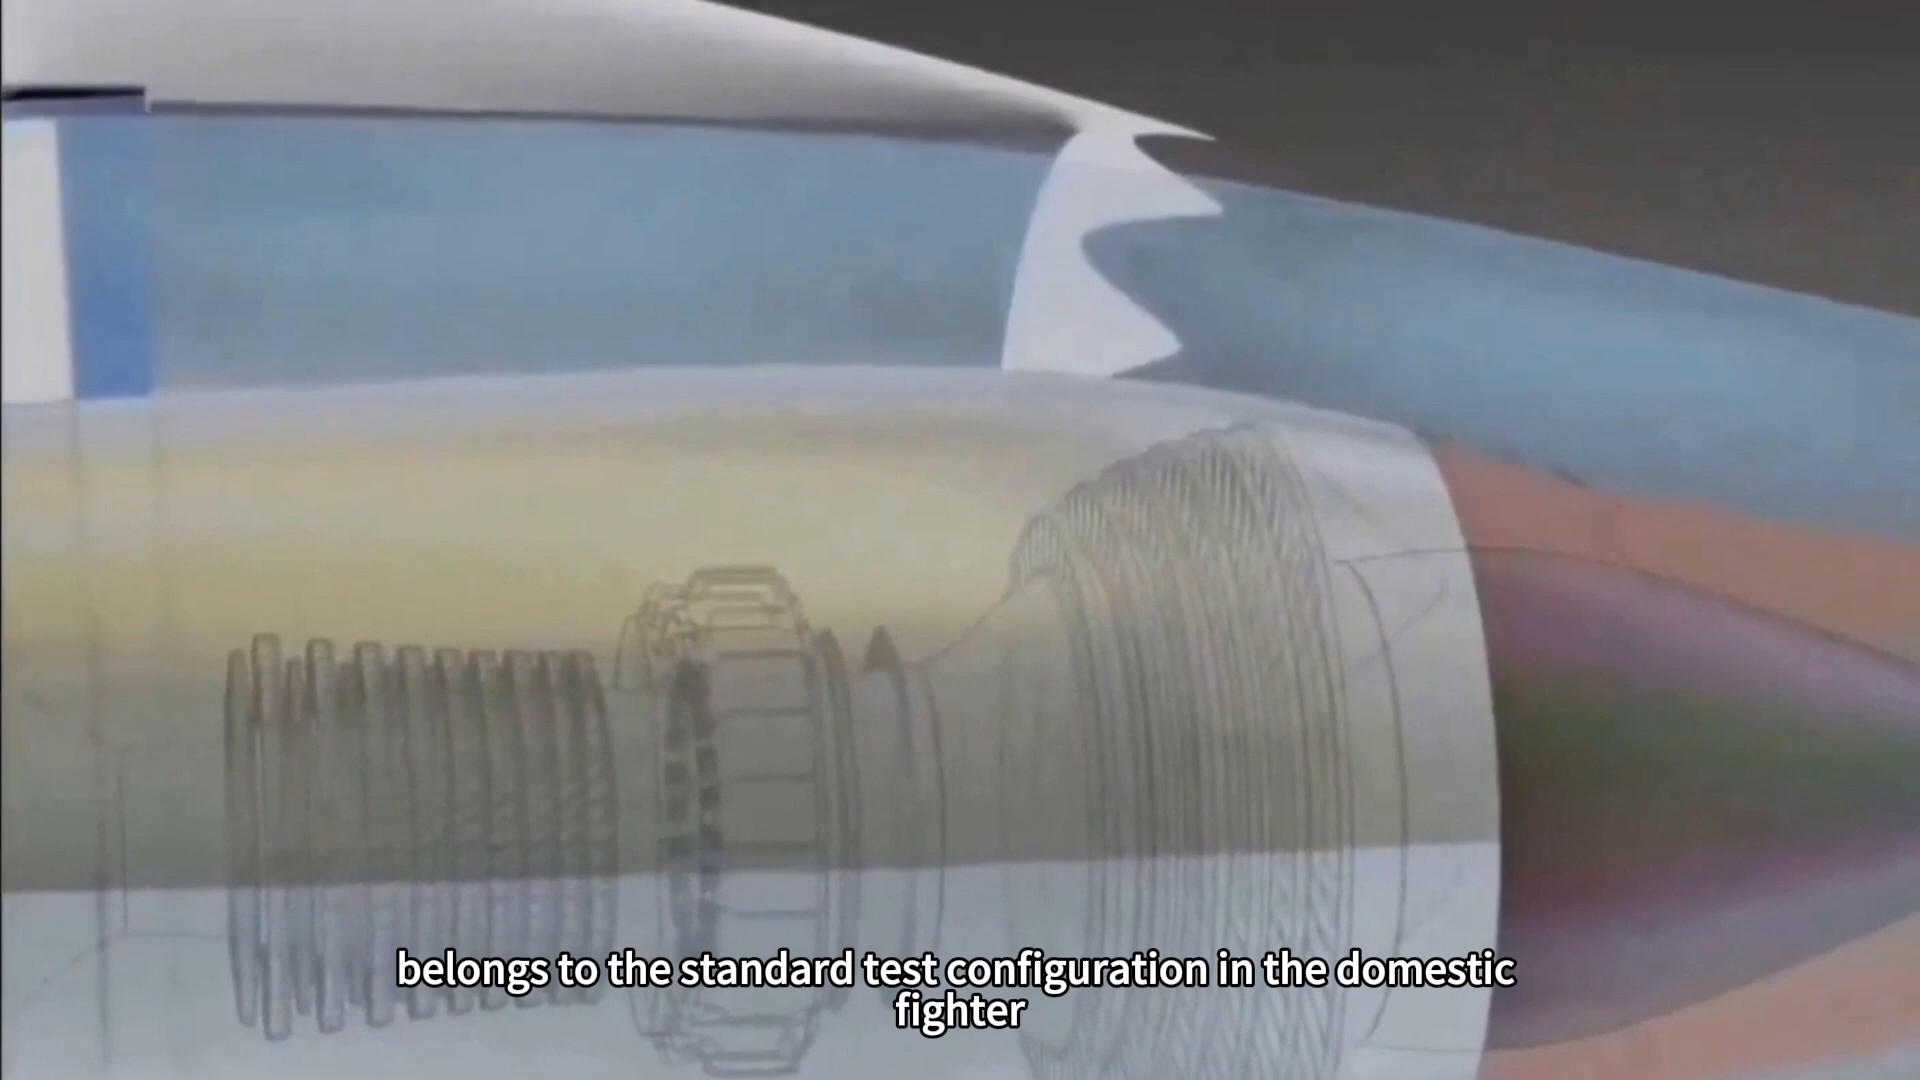 belongs to the standard test configuration in the domestic
fighter